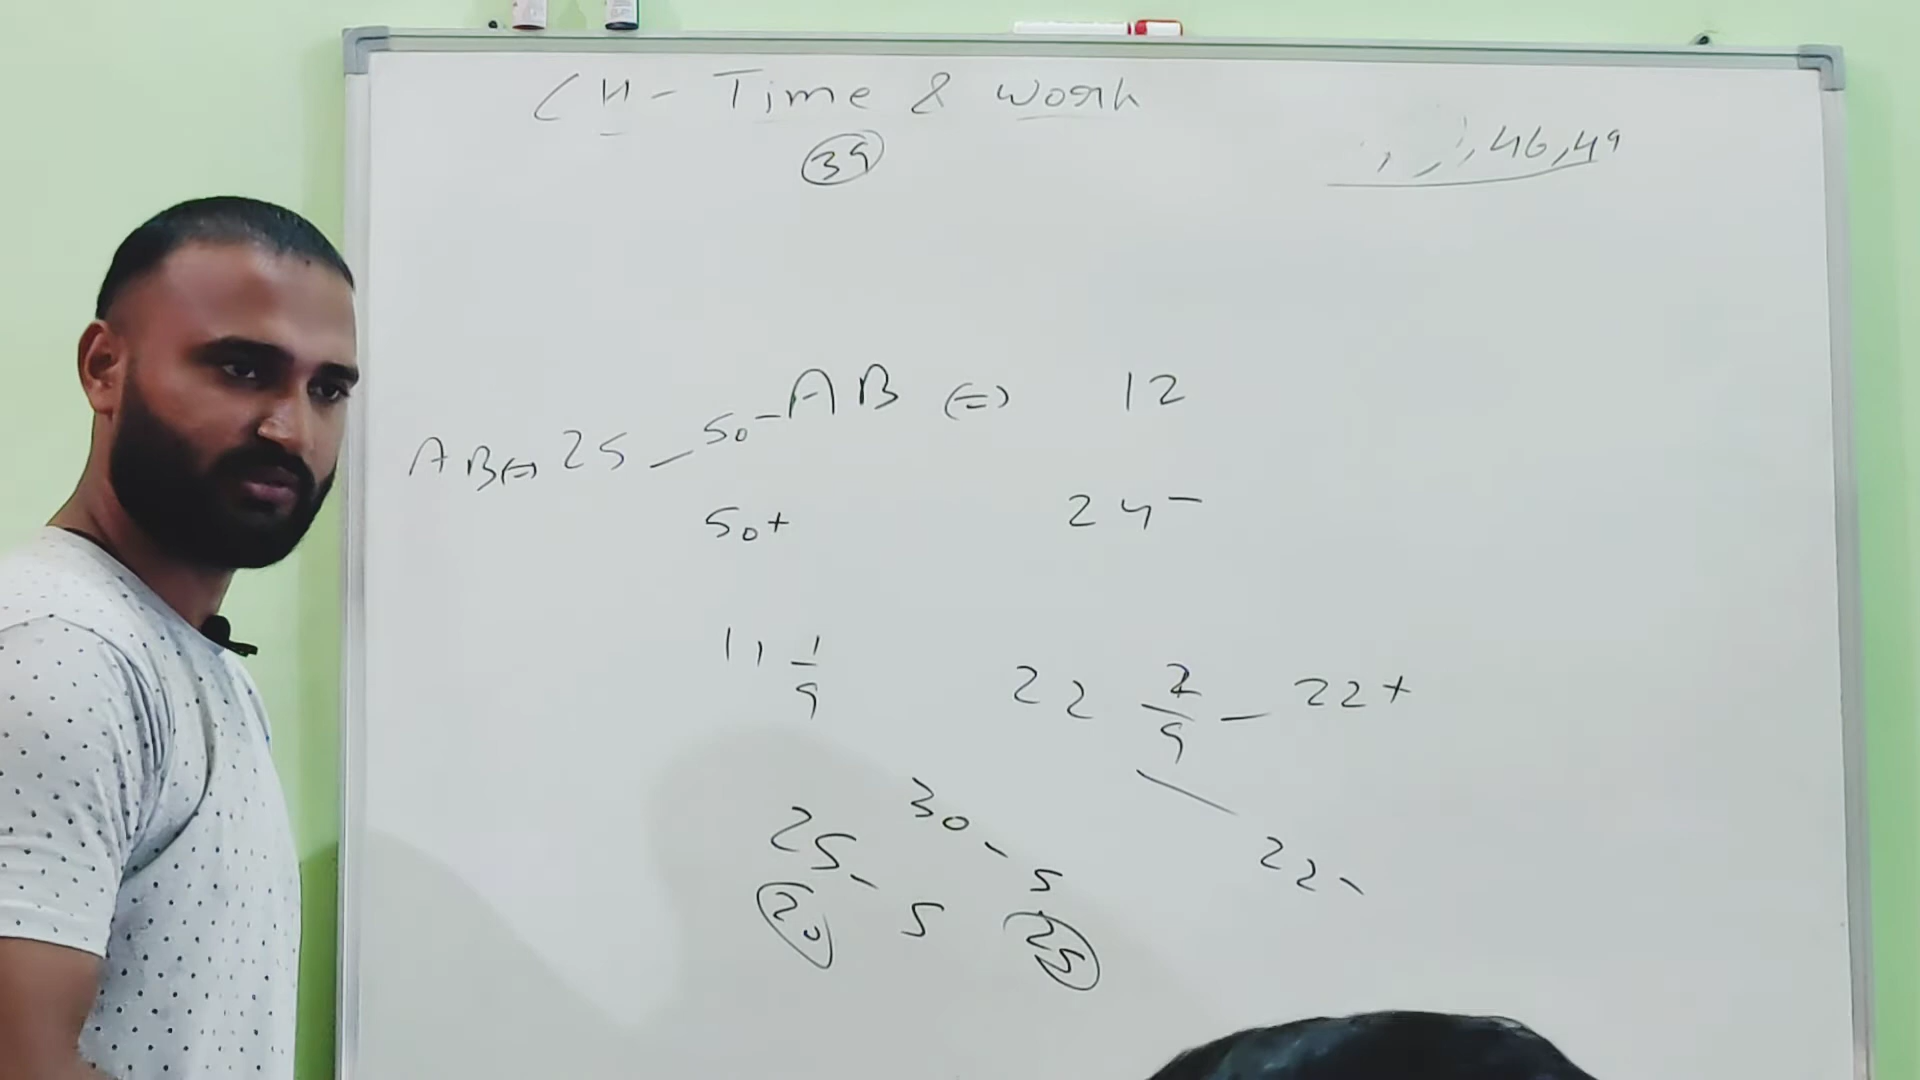 CH - Time & Work
39
46,49
AB ⇔ 12
AB ⇔ 25 - 50-
50+
24-
11 1/9
22 2/9 - 22+
22-
25 - 5
20
30 - 5
25